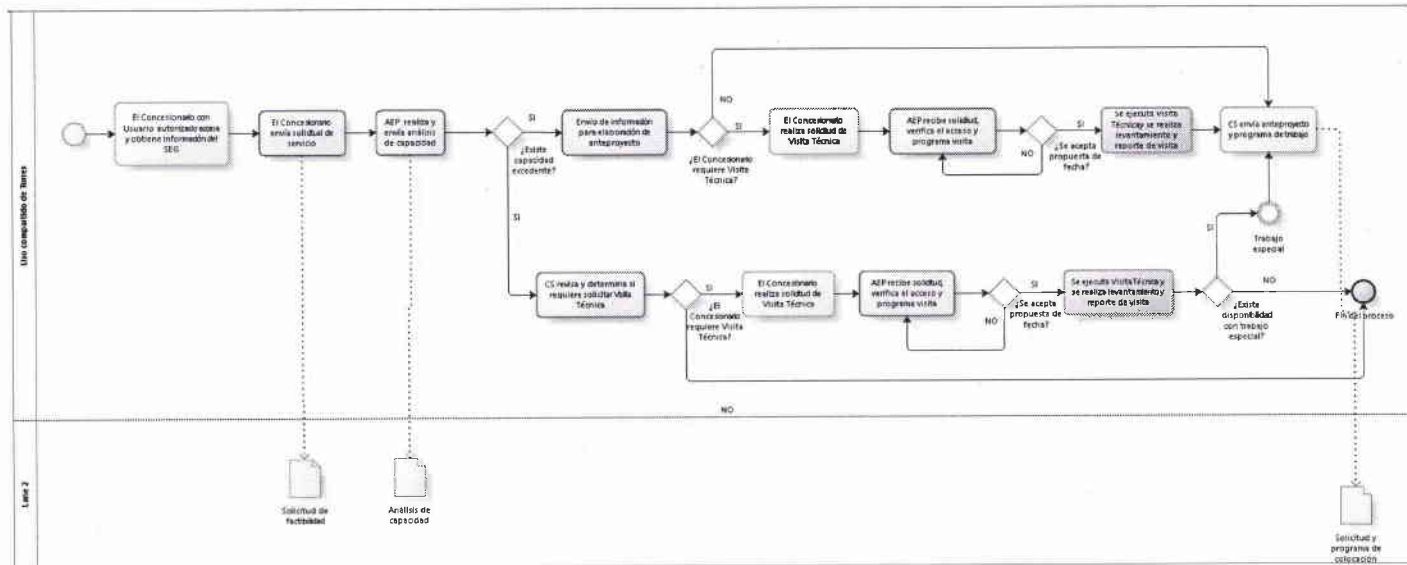 Uso compartido de Torres
El Concesionario con
Usuario autorizado accesa
y obtiene información del
SEG
El Concesionario
envía solicitud de
servicio
AEP realiza y
envía análisis
de capacidad
SI
¿Existe
capacidad
excedente?
Envío de información
para elaboración de
anteproyecto
NO
SI
¿El Concesionario
requiere Visita
Técnica?
El Concesionario
realiza solicitud de
Visita Técnica
AEP recibe solicitud,
verifica el acceso y
programa visita
SI
NO
¿Se acepta
propuesta de
fecha?
Se ejecuta Visita
Técnica y se realiza
levantamiento y
reporte de visita
CS envía anteproyecto
y programa de trabajo
SI
Trabajo
especial
SI
CS revisa y determina si
requiere solicitar Visita
Técnica
SI
¿El
Concesionario
requiere Visita
Técnica?
El Concesionario
realiza solicitud de
Visita Técnica
AEP recibe solicitud,
verifica el acceso y
programa visita
SI
NO
¿Se acepta
propuesta de
fecha?
Se ejecuta Visita Técnica y
se realiza levantamiento y
reporte de visita
NO
¿Existe
disponibilidad
con trabajo
especial?
Fin del proceso
NO
Lane 2
Solicitud de
factibilidad
Análisis de
capacidad
Solicitud y
programa de
colocación